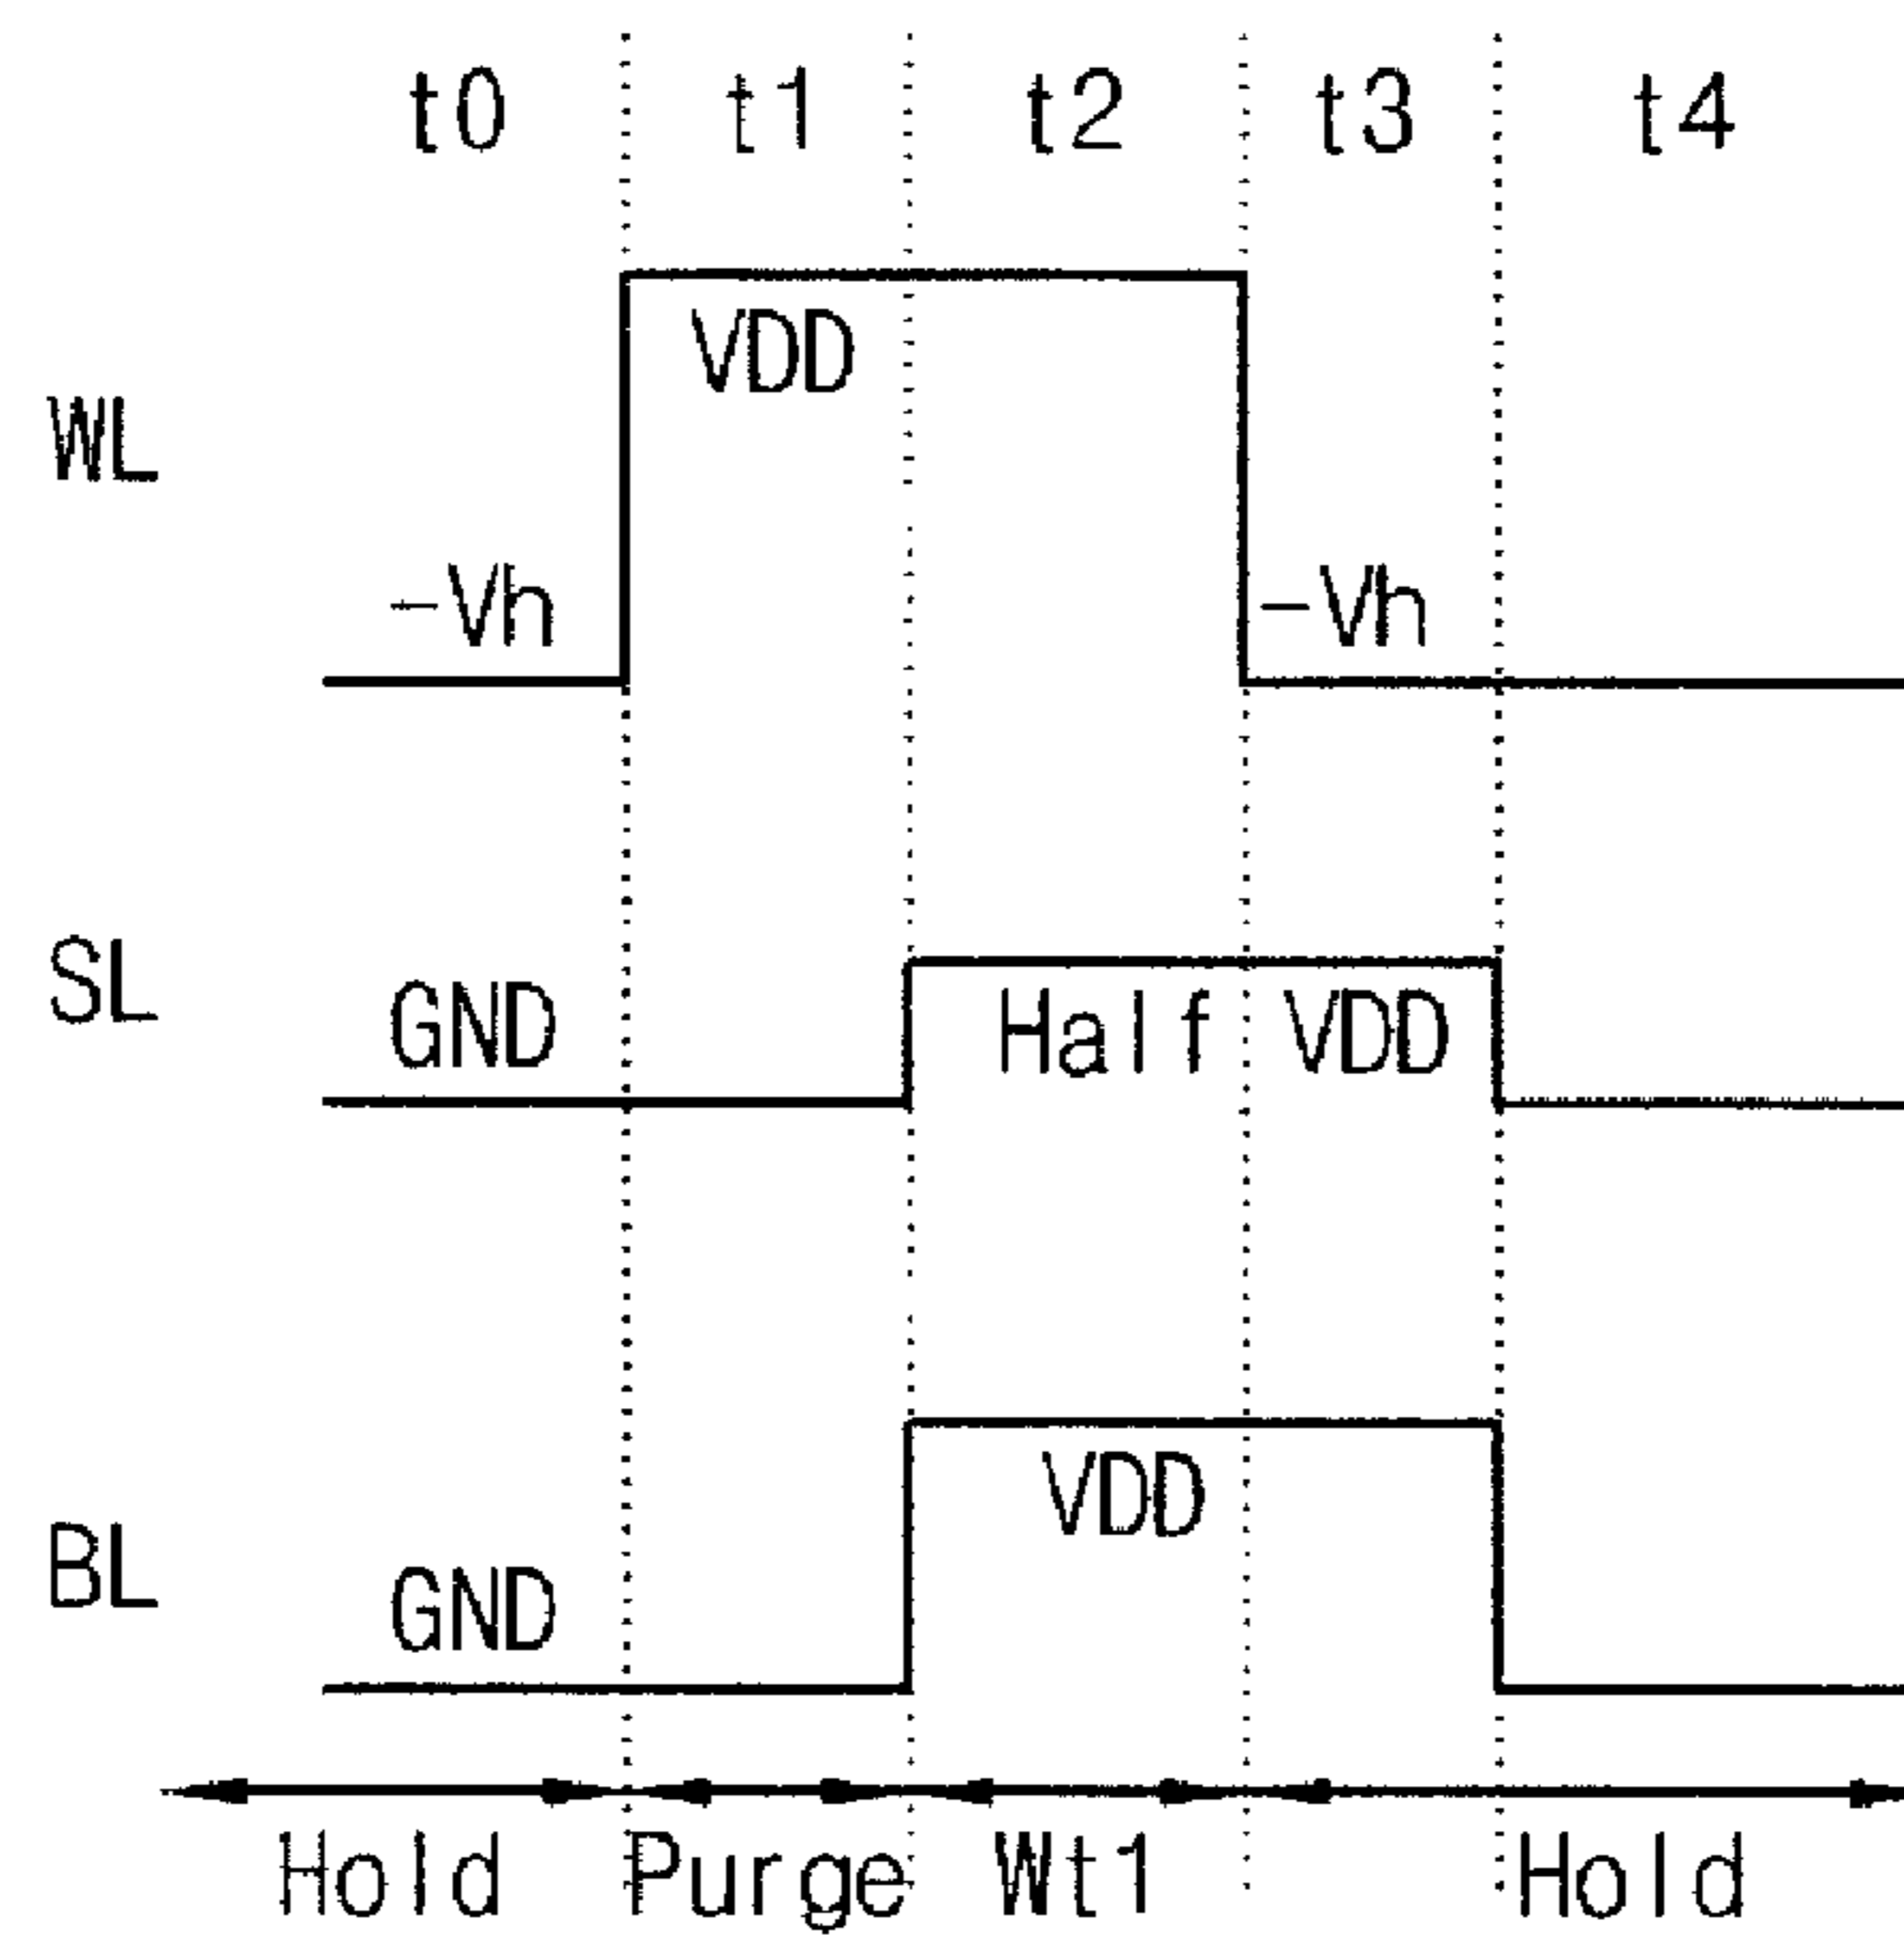 t0 t1 t2 t3 t4
VDD
WL
-Vh -Vh
SL GND Half VDD
VDD
BL GND
Hold Purge Wt1 Hold